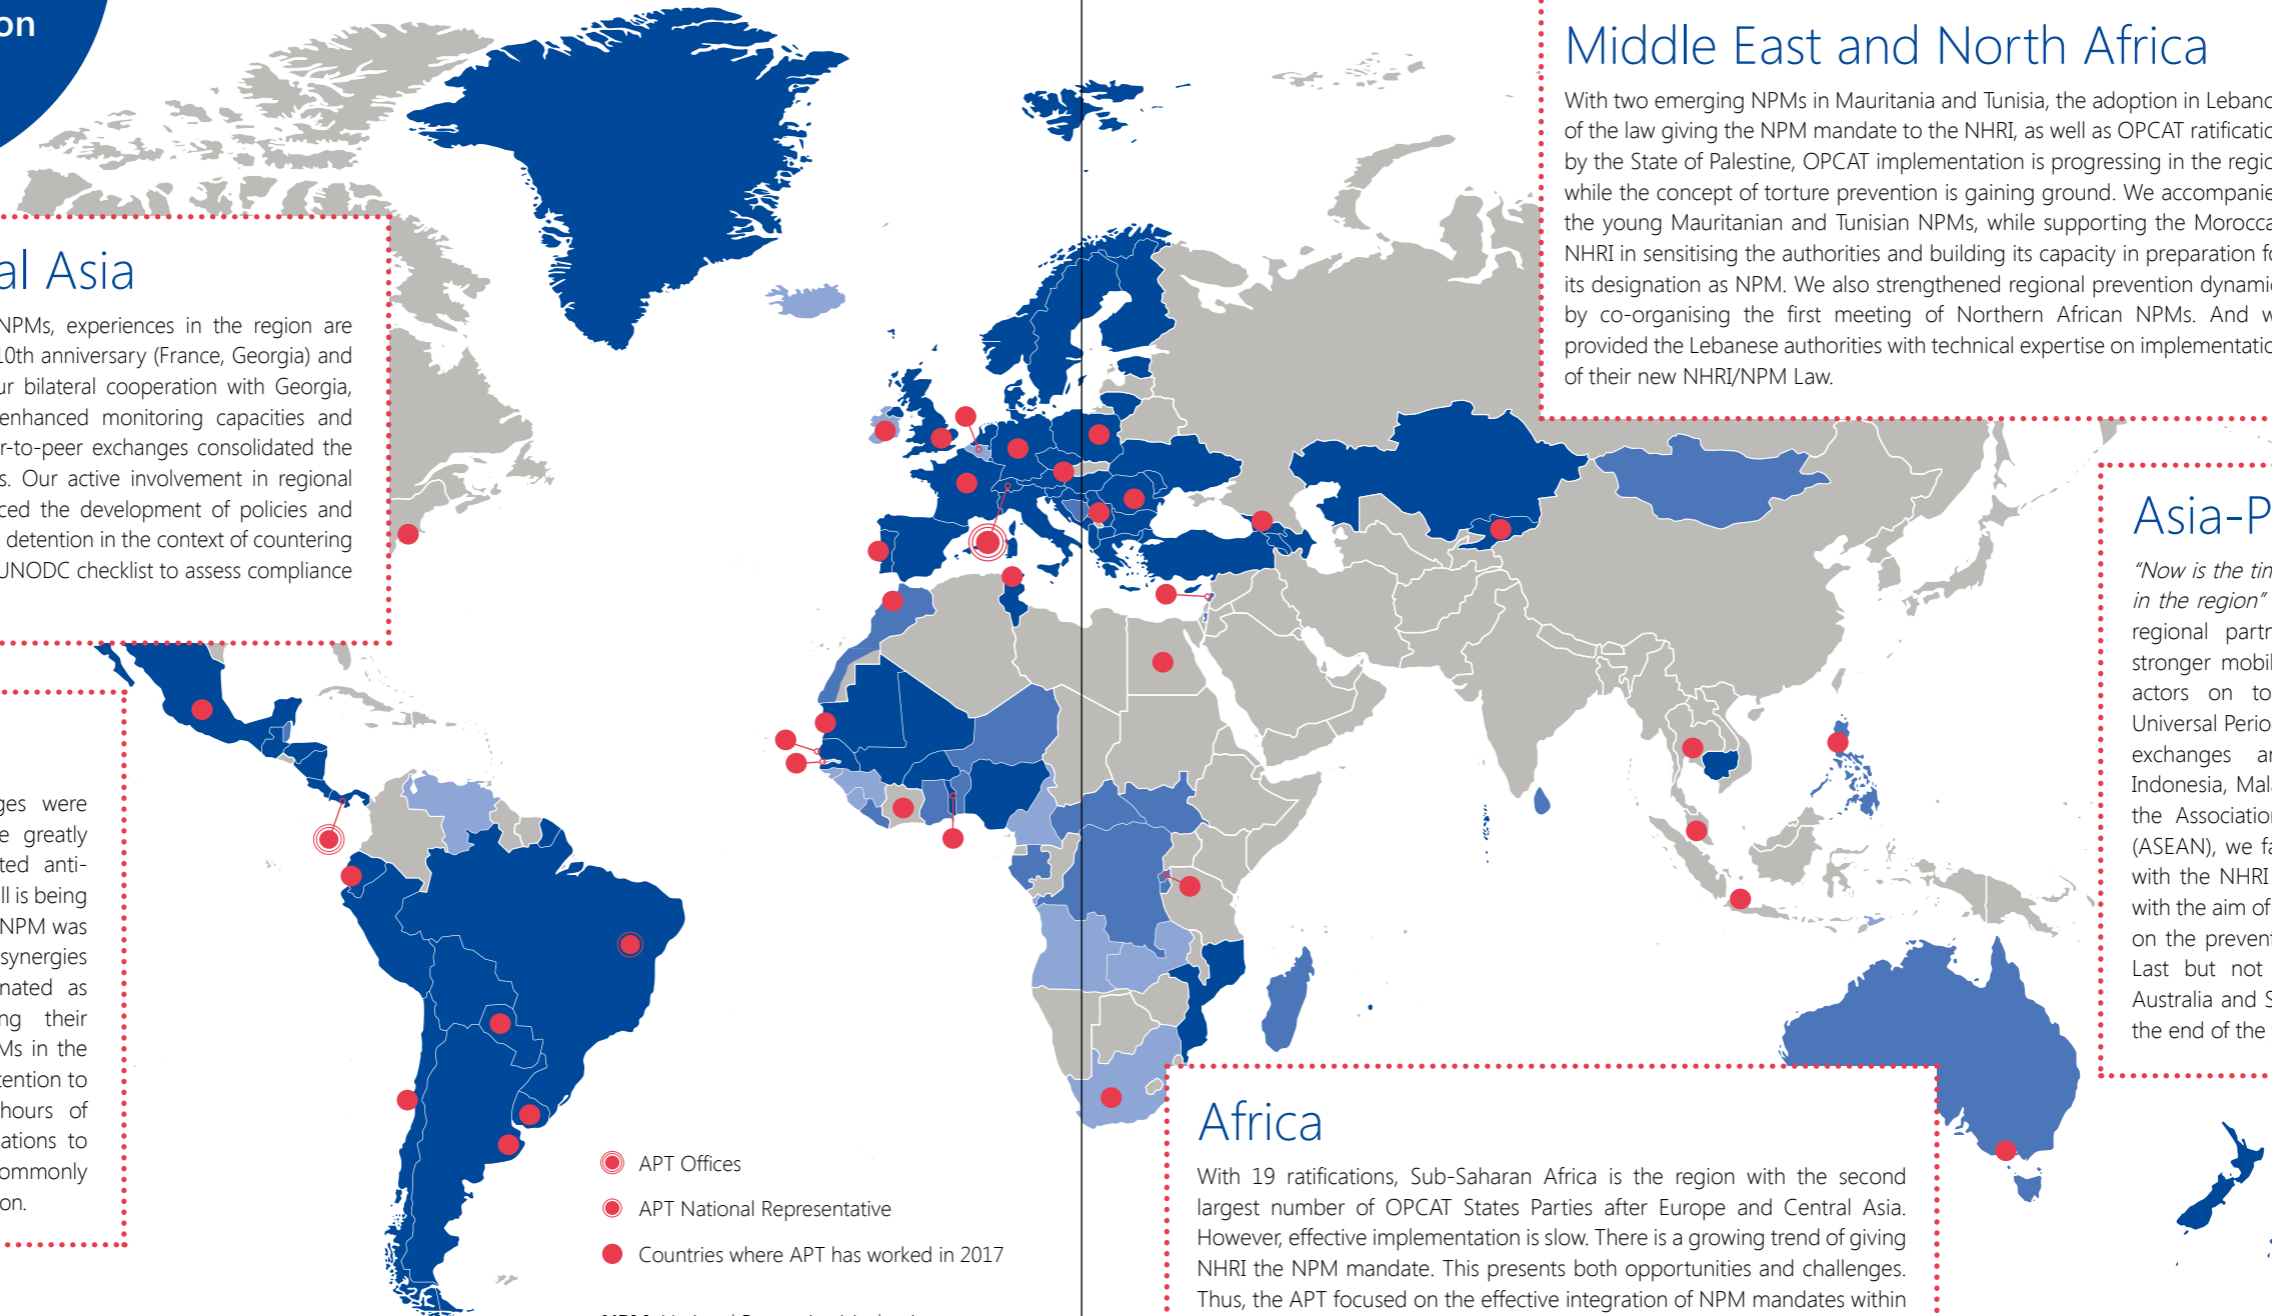 on
al Asia
NPMs, experiences in the region are
10th anniversary (France, Georgia) and
ur bilateral cooperation with Georgia,
enhanced monitoring capacities and
r-to-peer exchanges consolidated the
s. Our active involvement in regional
ced the development of policies and
detention in the context of countering
UNODC checklist to assess compliance
ges were
e greatly
ted anti-
ll is being
NPM was
synergies
nated as
ng their
Ms in the
tention to
hours of
ations to
ommonly
on.
APT Offices
APT National Representative
Countries where APT has worked in 2017
Middle East and North Africa
With two emerging NPMs in Mauritania and Tunisia, the adoption in Lebano
of the law giving the NPM mandate to the NHRI, as well as OPCAT ratificatio
by the State of Palestine, OPCAT implementation is progressing in the regio
while the concept of torture prevention is gaining ground. We accompanie
the young Mauritanian and Tunisian NPMs, while supporting the Morocca
NHRI in sensitising the authorities and building its capacity in preparation fo
its designation as NPM. We also strengthened regional prevention dynamic
by co-organising the first meeting of Northern African NPMs. And w
provided the Lebanese authorities with technical expertise on implementatio
of their new NHRI/NPM Law.
Asia-P
“Now is the tim
in the region”
regional partn
stronger mobil
actors on to
Universal Perio
exchanges an
Indonesia, Mala
the Association
(ASEAN), we fa
with the NHRI
with the aim of
on the prevent
Last but not
Australia and S
the end of the
Africa
With 19 ratifications, Sub-Saharan Africa is the region with the second
largest number of OPCAT States Parties after Europe and Central Asia.
However, effective implementation is slow. There is a growing trend of giving
NHRI the NPM mandate. This presents both opportunities and challenges.
Thus, the APT focused on the effective integration of NPM mandates within